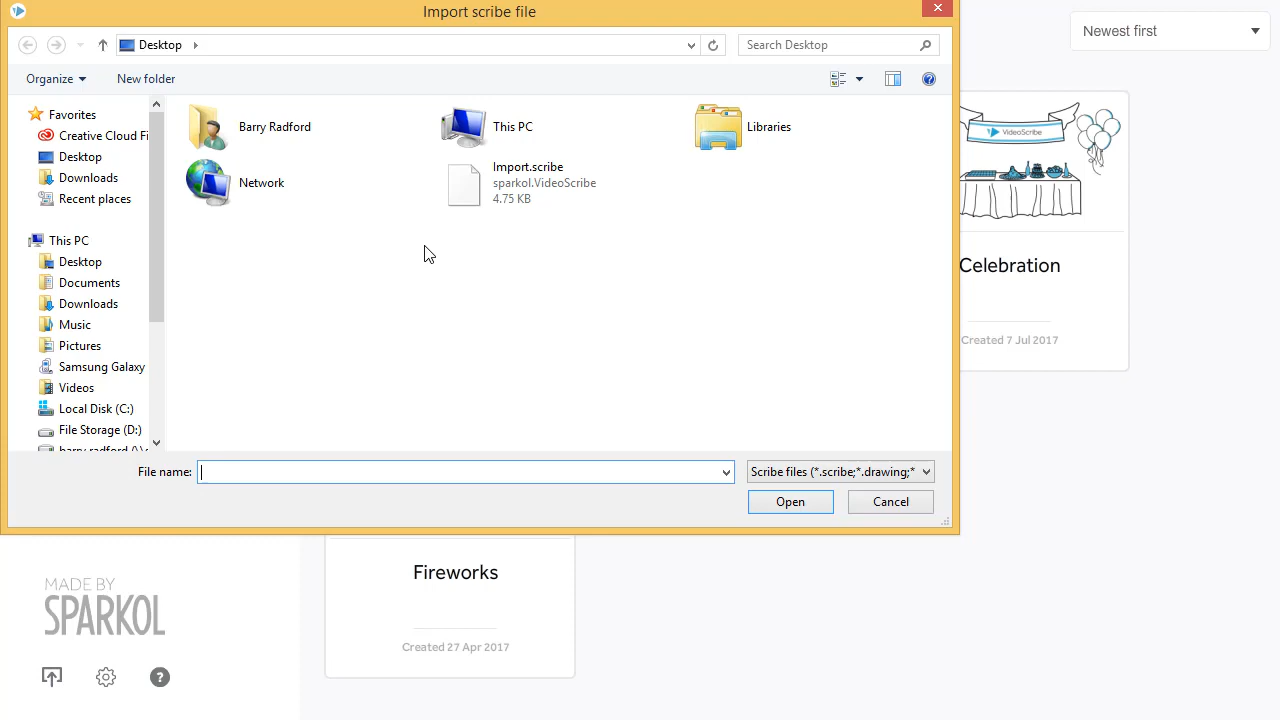 Import scribe file
Newest first
Desktop
Search Desktop
Organize
New folder
Favorites
Creative Cloud Fi
Desktop
Downloads
Recent places
This PC
Desktop
Documents
Downloads
Music
Pictures
Samsung Galaxy
Videos
Local Disk (C:)
File Storage (D:)
Barry Radford
This PC
Libraries
Network
Import.scribe
sparkol.VideoScribe
4.75 KB
File name:
Scribe files (*.scribe;*.drawing;*
Open
Cancel
VideoScribe
Celebration
Created 7 Jul 2017
Fireworks
Created 27 Apr 2017
MADE BY
SPARKOL